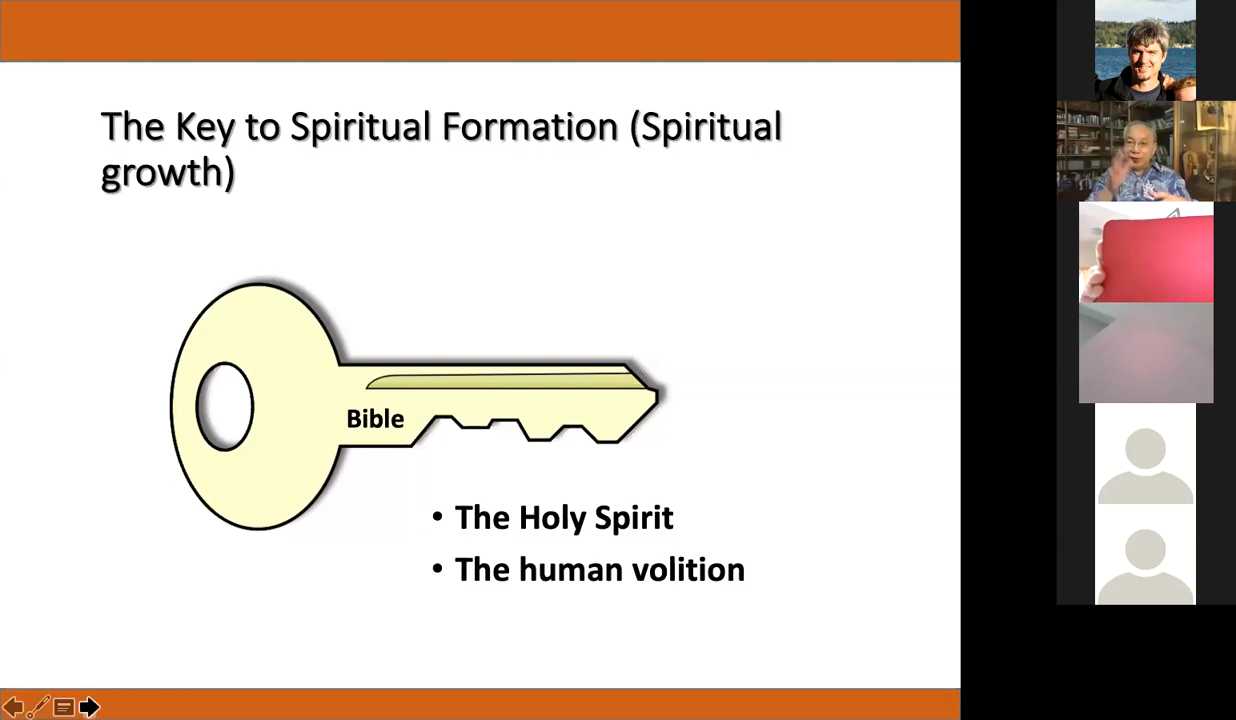 The Key to Spiritual Formation (Spiritual
growth)
Bible
• The Holy Spirit
• The human volition